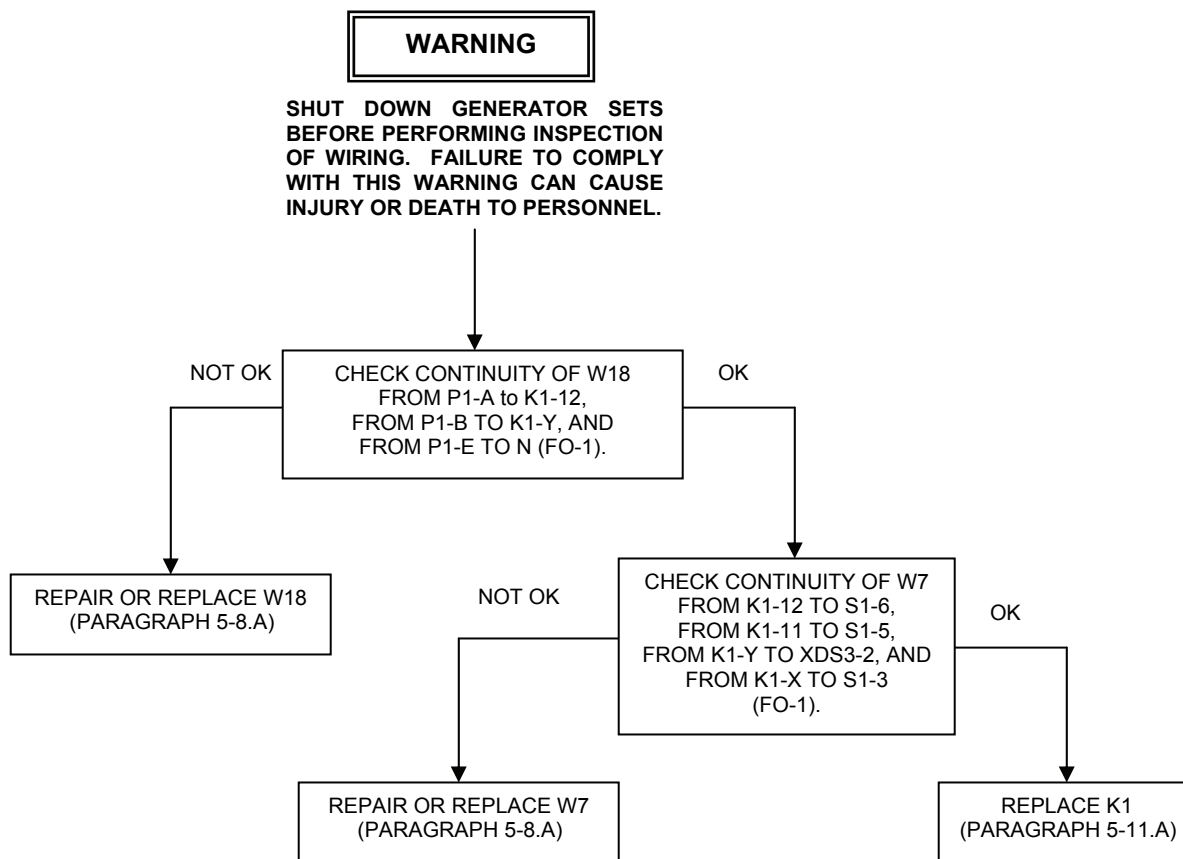 WARNING
SHUT DOWN GENERATOR SETS
BEFORE PERFORMING INSPECTION
OF WIRING. FAILURE TO COMPLY
WITH THIS WARNING CAN CAUSE
INJURY OR DEATH TO PERSONNEL.
NOT OK
CHECK CONTINUITY OF W18
FROM P1-A to K1-12,
FROM P1-B TO K1-Y, AND
FROM P1-E TO N (FO-1).
OK
REPAIR OR REPLACE W18
(PARAGRAPH 5-8.A)
NOT OK
CHECK CONTINUITY OF W7
FROM K1-12 TO S1-6,
FROM K1-11 TO S1-5,
FROM K1-Y TO XDS3-2, AND
FROM K1-X TO S1-3
(FO-1).
OK
REPAIR OR REPLACE W7
(PARAGRAPH 5-8.A)
REPLACE K1
(PARAGRAPH 5-11.A)